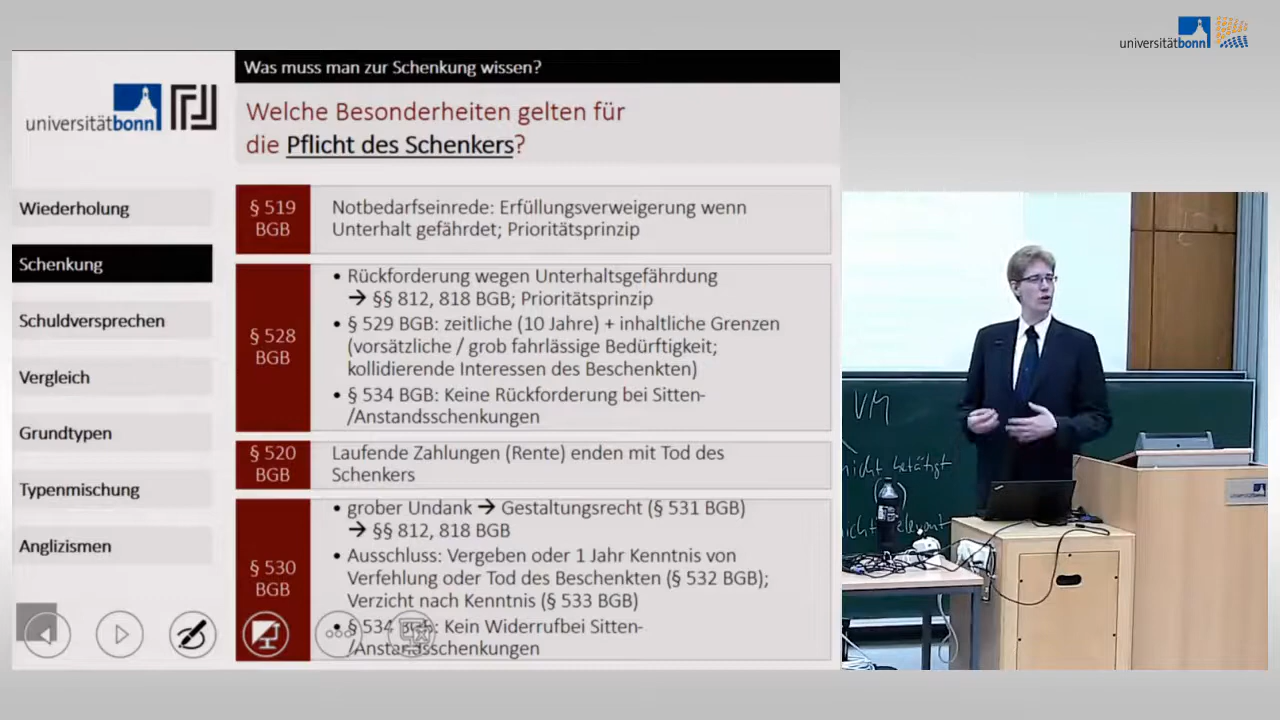 universitätbonn
Was muss man zur Schenkung wissen?
universitätbonn
Welche Besonderheiten gelten für
die Pflicht des Schenkers?
Wiederholung
Schenkung
Schuldversprechen
Vergleich
Grundtypen
Typenmischung
Anglizismen
§ 519
BGB
Notbedarfseinrede: Erfüllungsverweigerung wenn
Unterhalt gefährdet; Prioritätsprinzip
§ 528
BGB
• Rückforderung wegen Unterhaltsgefährdung
→ §§ 812, 818 BGB; Prioritätsprinzip
• § 529 BGB: zeitliche (10 Jahre) + inhaltliche Grenzen
(vorsätzliche / grob fahrlässige Bedürftigkeit;
kollidierende Interessen des Beschenkten)
• § 534 BGB: Keine Rückforderung bei Sitten-
/Anstandsschenkungen
§ 520
BGB
Laufende Zahlungen (Rente) enden mit Tod des
Schenkers
§ 530
BGB
• grober Undank → Gestaltungsrecht (§ 531 BGB)
→ §§ 812, 818 BGB
• Ausschluss: Vergeben oder 1 Jahr Kenntnis von
Verfehlung oder Tod des Beschenkten (§ 532 BGB);
Verzicht nach Kenntnis (§ 533 BGB)
• § 534 BGB: Kein Widerrufbei Sitten-
/Anstandsschenkungen
VM
nicht betätigt